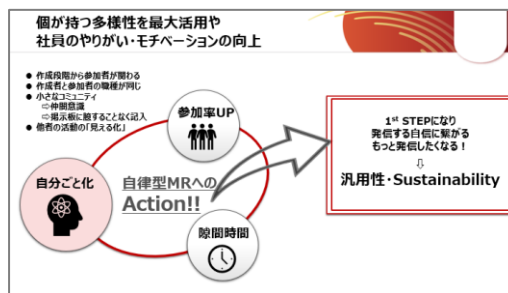 個が持つ多様性を最大活用や
社員のやりがい・モチベーションの向上
● 作成段階から参加者が関わる
● 作成者と参加者の職種が同じ
● 小さなコミュニティ
⇨仲間意識
⇨掲示板に臆することなく記入
● 他者の活動の「見える化」
参加率UP
自分ごと化
自律型MRへの
Action!!
隙間時間
1st STEPになり
発信する自信に繋がる
もっと発信したくなる！
⇩
汎用性・Sustainability